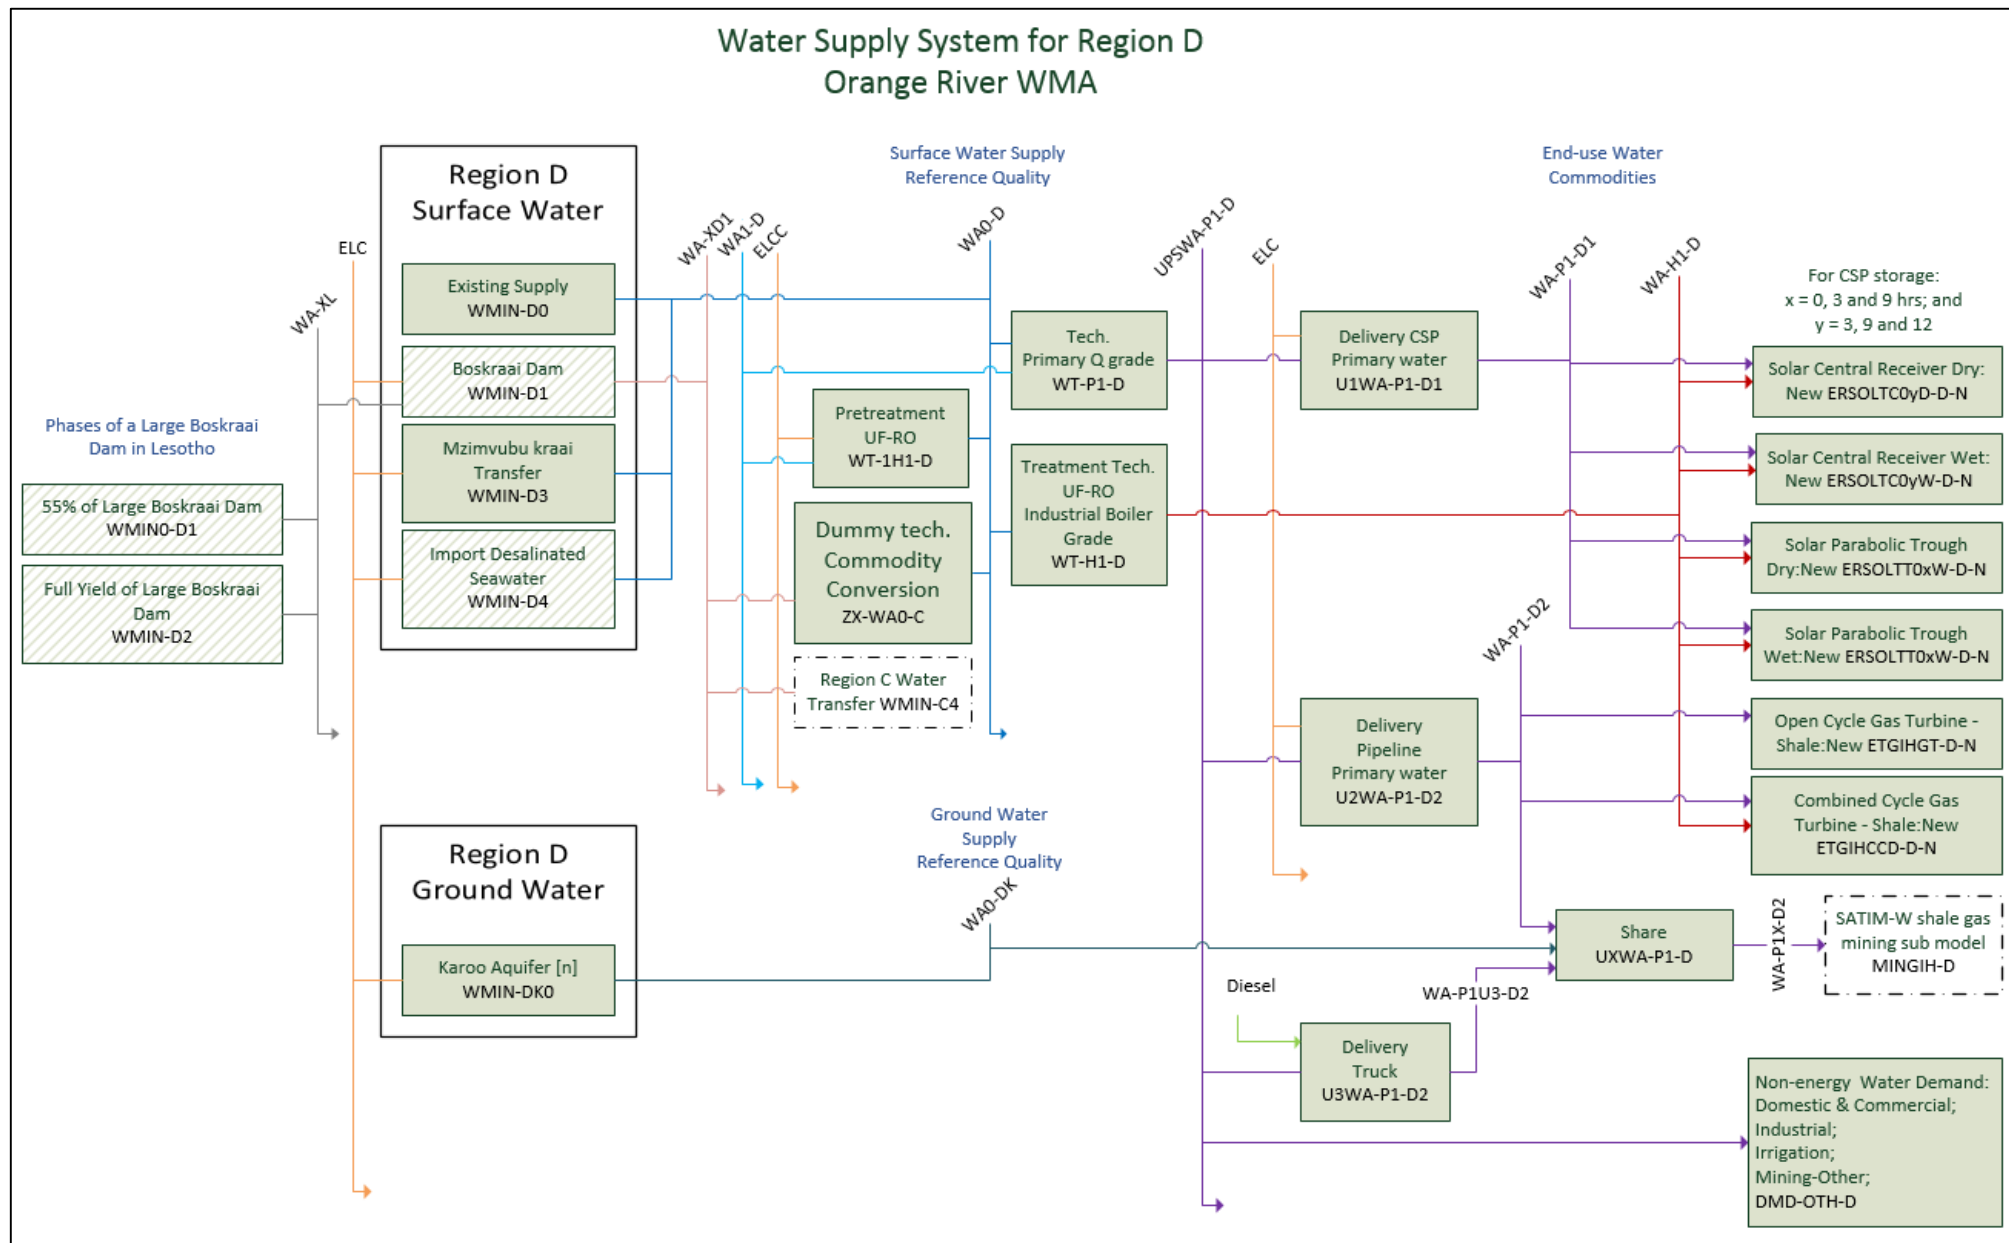 Water Supply System for Region D
Orange River WMA
Surface Water Supply
Reference Quality
End-use Water
Commodities
Region D
Surface Water
ELC
WA-XL
Existing Supply
WMIN-D0
Boskraai Dam
WMIN-D1
Mzimvubu kraai
Transfer
WMIN-D3
Import Desalinated
Seawater
WMIN-D4
Phases of a Large Boskraai
Dam in Lesotho
55% of Large Boskraai Dam
WMIN0-D1
Full Yield of Large Boskraai
Dam
WMIN-D2
WA-XD1
WA1-D
ELCC
WA0-D
Pretreatment
UF-RO
WT-1H1-D
Dummy tech.
Commodity
Conversion
ZX-WA0-C
Region C Water
Transfer WMIN-C4
Tech.
Primary Q grade
WT-P1-D
Treatment Tech.
UF-RO
Industrial Boiler
Grade
WT-H1-D
UPSWA-P1-D
ELC
Delivery CSP
Primary water
U1WA-P1-D1
WA-P1-D1
WA-H1-D
For CSP storage:
x = 0, 3 and 9 hrs; and
y = 3, 9 and 12
Solar Central Receiver Dry:
New ERSOLTC0yD-D-N
Solar Central Receiver Wet:
New ERSOLTC0yW-D-N
Solar Parabolic Trough
Dry:New ERSOLTT0xW-D-N
Solar Parabolic Trough
Wet:New ERSOLTT0xW-D-N
WA-P1-D2
Delivery
Pipeline
Primary water
U2WA-P1-D2
Open Cycle Gas Turbine -
Shale:New ETGIHGT-D-N
Combined Cycle Gas
Turbine - Shale:New
ETGIHCCD-D-N
Region D
Ground Water
Karoo Aquifer [n]
WMIN-DK0
Ground Water
Supply
Reference Quality
WA0-DK
Share
UXWA-P1-D
WA-P1X-D2
SATIM-W shale gas
mining sub model
MINGIH-D
Diesel
WA-P1U3-D2
Delivery
Truck
U3WA-P1-D2
Non-energy Water Demand:
Domestic & Commercial;
Industrial;
Irrigation;
Mining-Other;
DMD-OTH-D